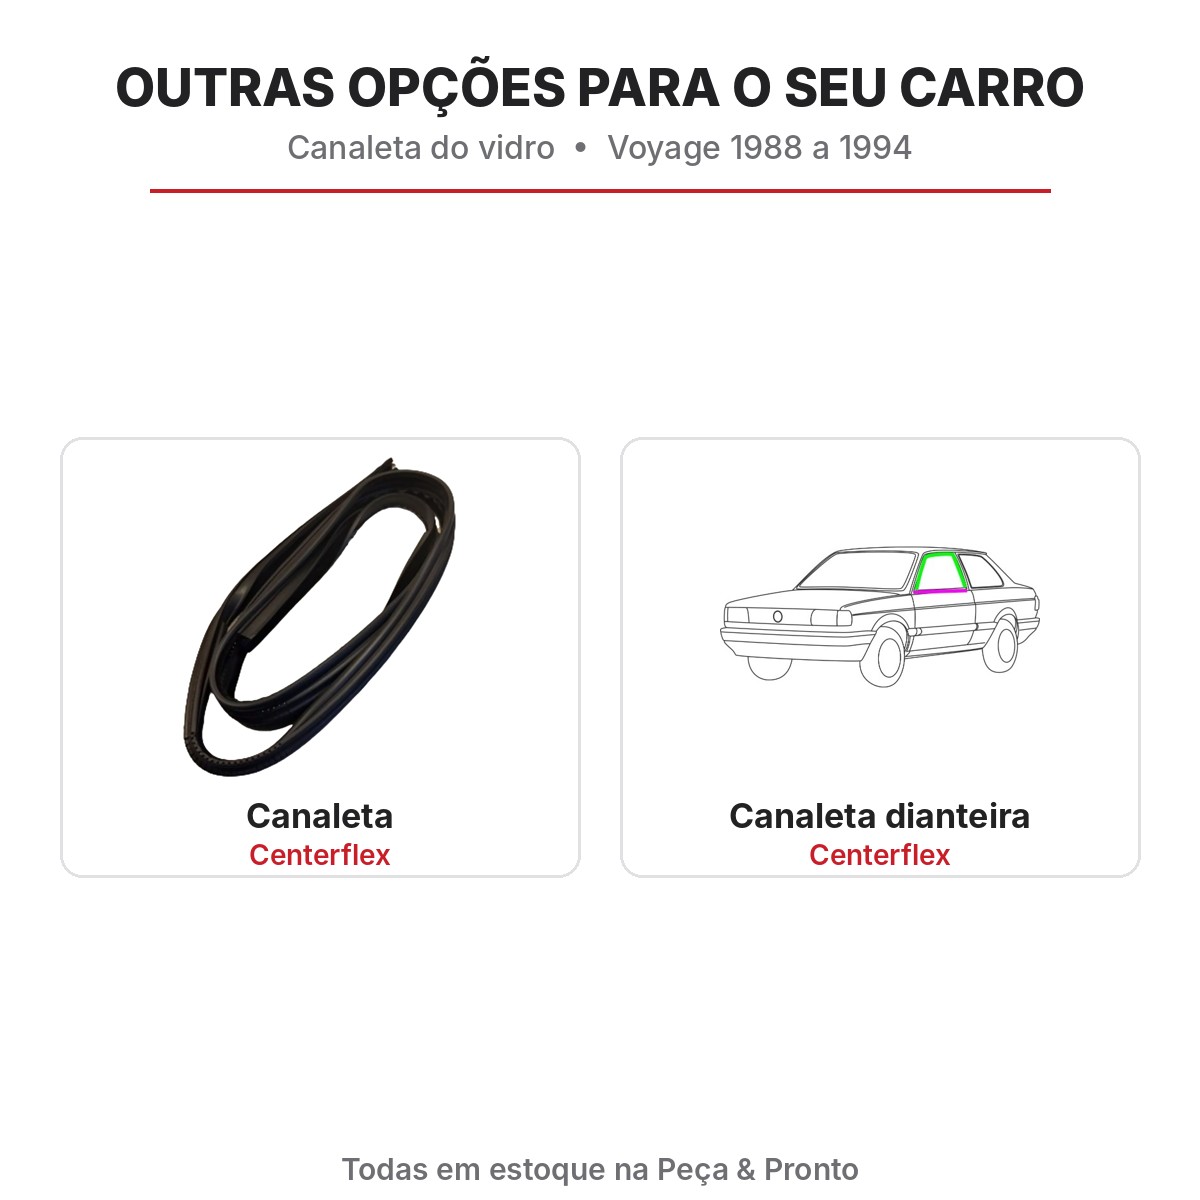 OUTRAS OPÇÕES PARA O SEU CARRO
Canaleta do vidro • Voyage 1988 a 1994
Canaleta
Centerflex
Canaleta dianteira
Centerflex
Todas em estoque na Peça & Pronto